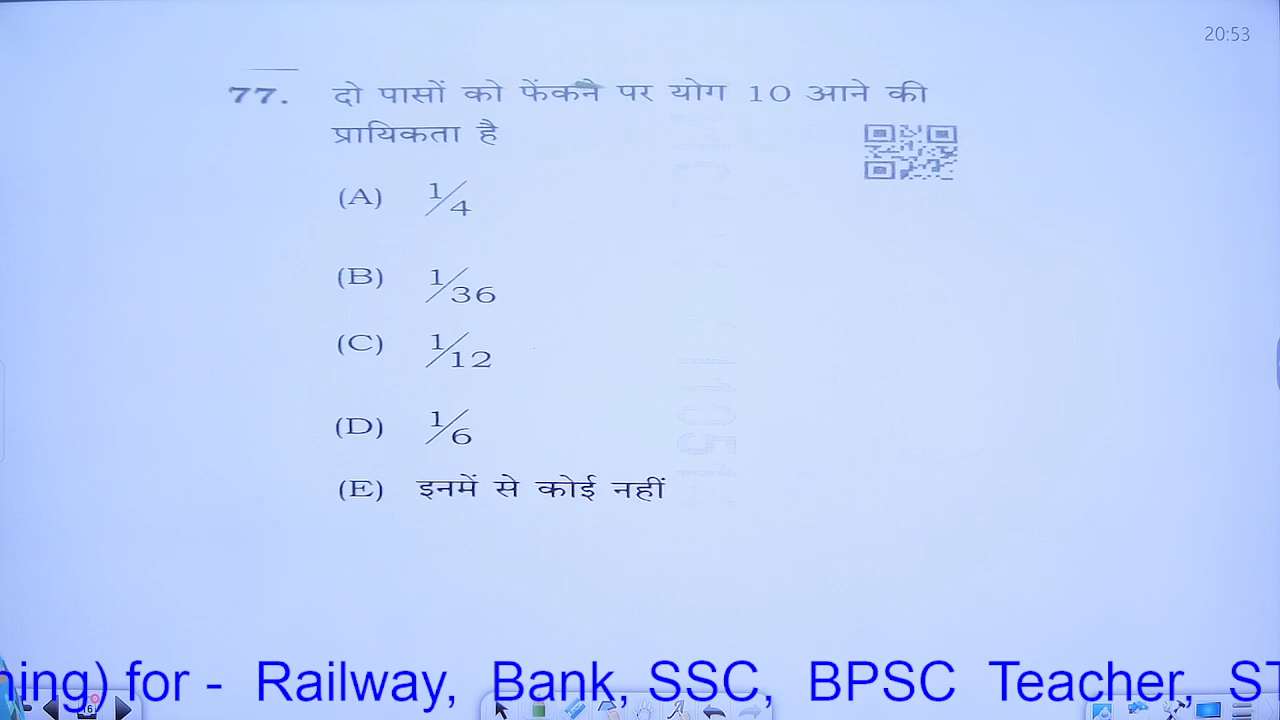 20:53
77. दो पासों को फेंकने पर योग 10 आने की
प्रायिकता है
(A) 1/4
(B) 1/36
(C) 1/12
(D) 1/6
(E) इनमें से कोई नहीं
ning) for - Railway, Bank, SSC, BPSC Teacher, ST